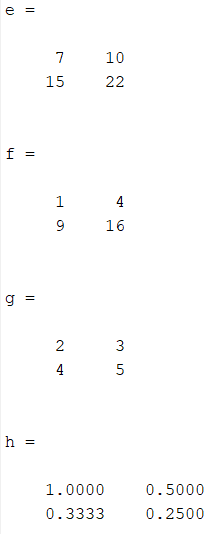 e =
7 10
15 22
f =
1 4
9 16
g =
2 3
4 5
h =
1.0000 0.5000
0.3333 0.2500